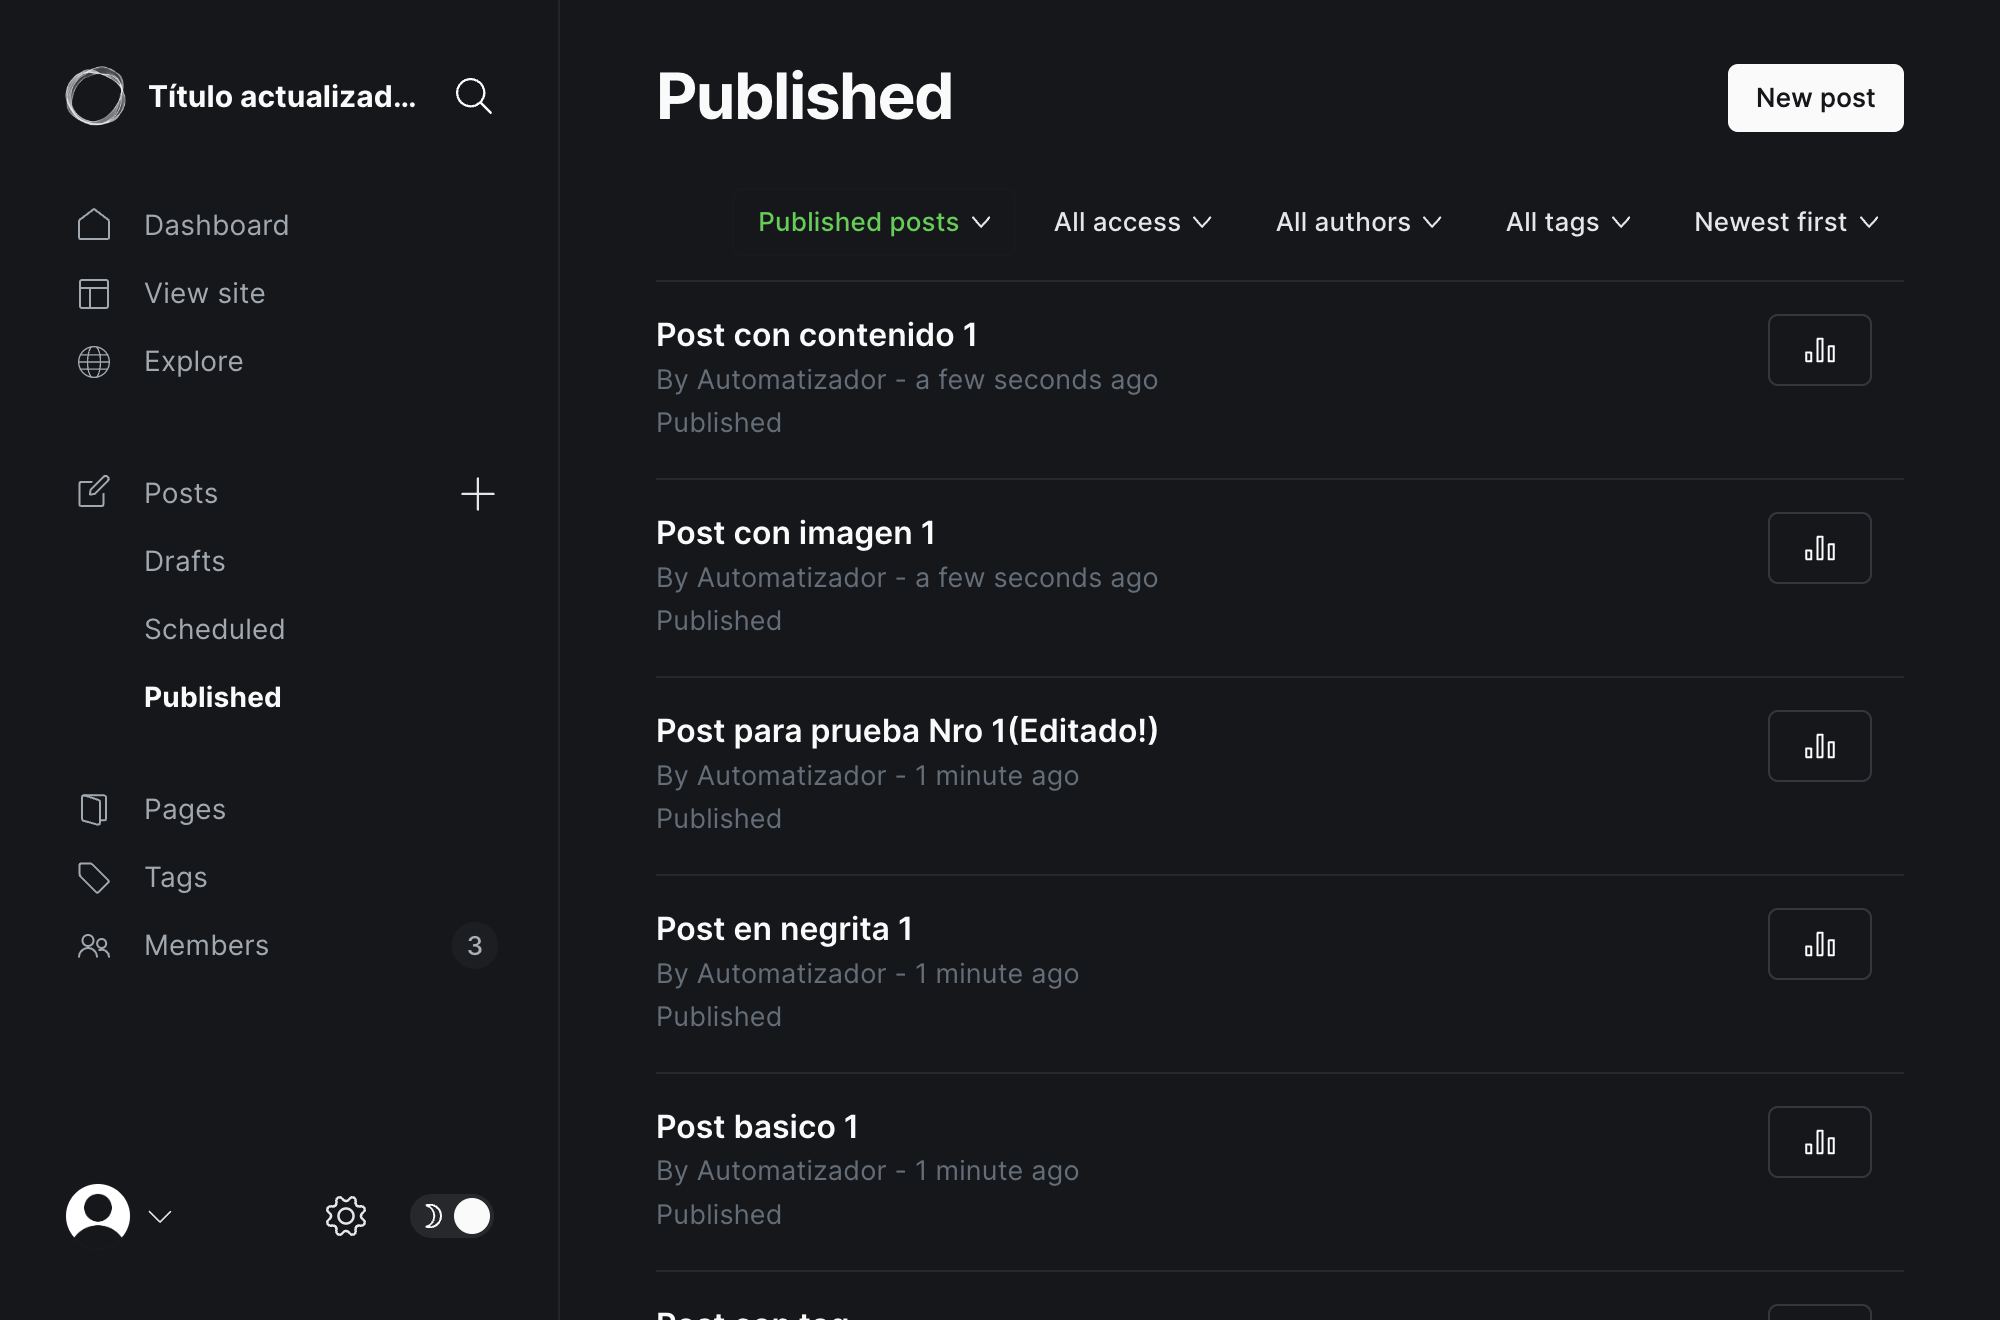 Título actualizad...
Dashboard
View site
Explore
Posts
Drafts
Scheduled
Published
Pages
Tags
Members
3
Published
New post
Published posts
All access
All authors
All tags
Newest first
Post con contenido 1
By Automatizador - a few seconds ago
Published
Post con imagen 1
By Automatizador - a few seconds ago
Published
Post para prueba Nro 1(Editado!)
By Automatizador - 1 minute ago
Published
Post en negrita 1
By Automatizador - 1 minute ago
Published
Post basico 1
By Automatizador - 1 minute ago
Published
Post con tag